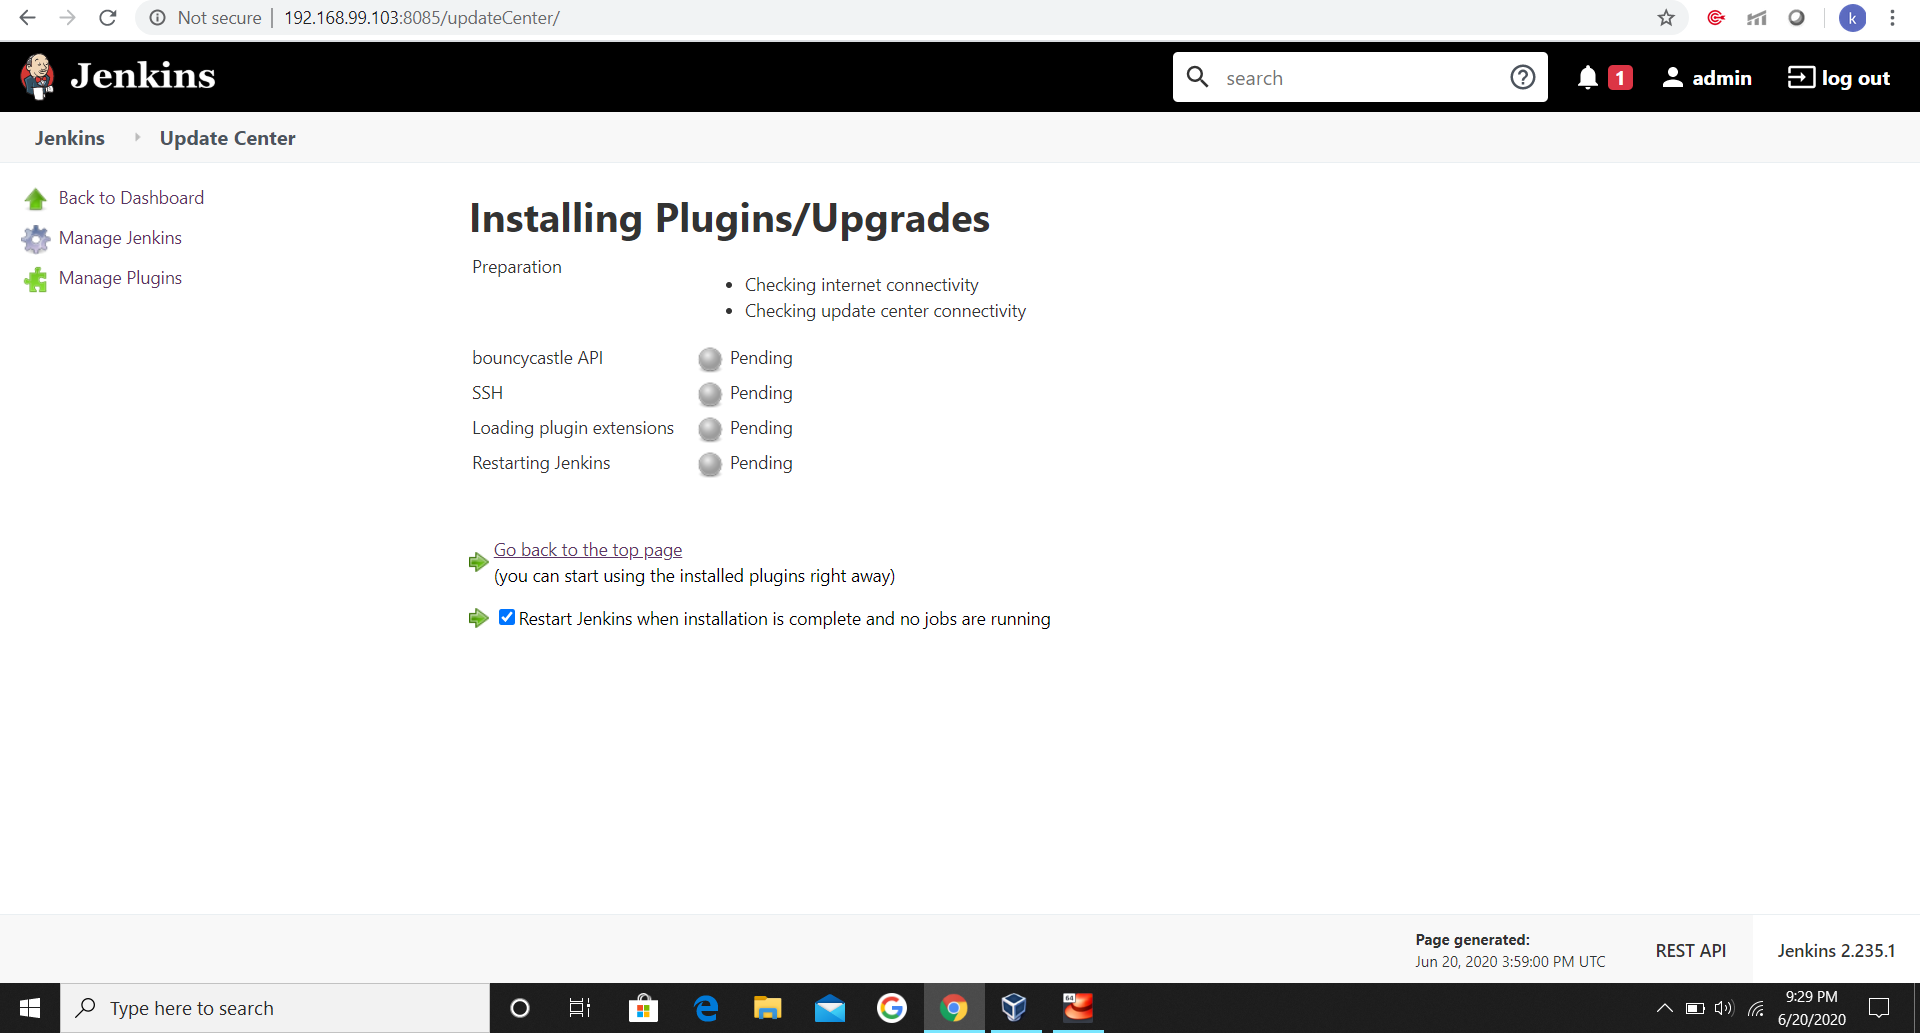 Not secure | 192.168.99.103:8085/updateCenter/
k
Jenkins
search
1
admin
log out
Jenkins
Update Center
Back to Dashboard
Manage Jenkins
Manage Plugins
Installing Plugins/Upgrades
Preparation
• Checking internet connectivity
• Checking update center connectivity
bouncycastle API Pending
SSH Pending
Loading plugin extensions Pending
Restarting Jenkins Pending
Go back to the top page
(you can start using the installed plugins right away)
Restart Jenkins when installation is complete and no jobs are running
Page generated:
Jun 20, 2020 3:59:00 PM UTC
REST API
Jenkins 2.235.1
Type here to search
64
9:29 PM
6/20/2020